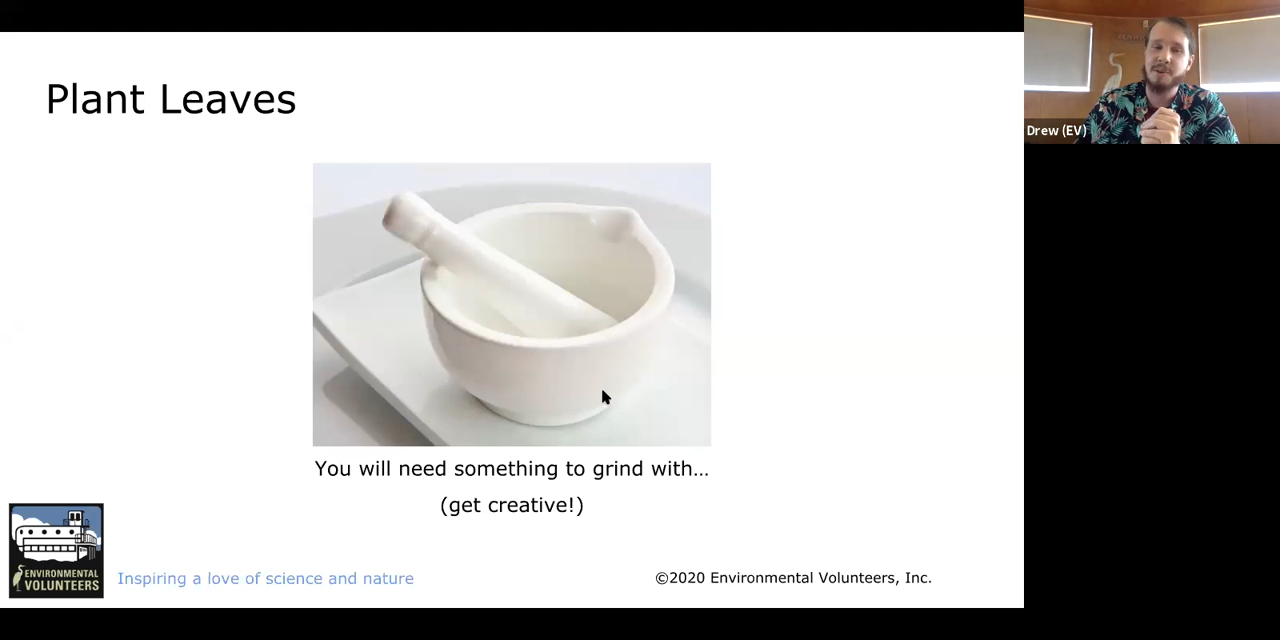 Plant Leaves
Drew (EV)
You will need something to grind with…
(get creative!)
ENVIRONMENTAL
VOLUNTEERS
Inspiring a love of science and nature
©2020 Environmental Volunteers, Inc.